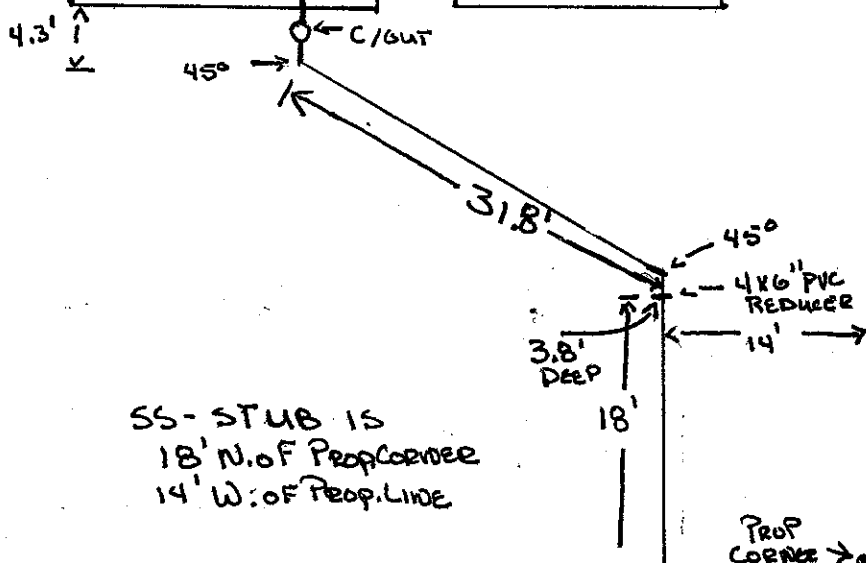 4.3'
C/OUT
45°
31.8'
45°
4x6" PVC
REDUCER
14'
3.8'
DEEP
18'
SS-STUB IS
18' N. OF PROP.CORNER
14' W. OF PROP. LINE
PROP
CORNER